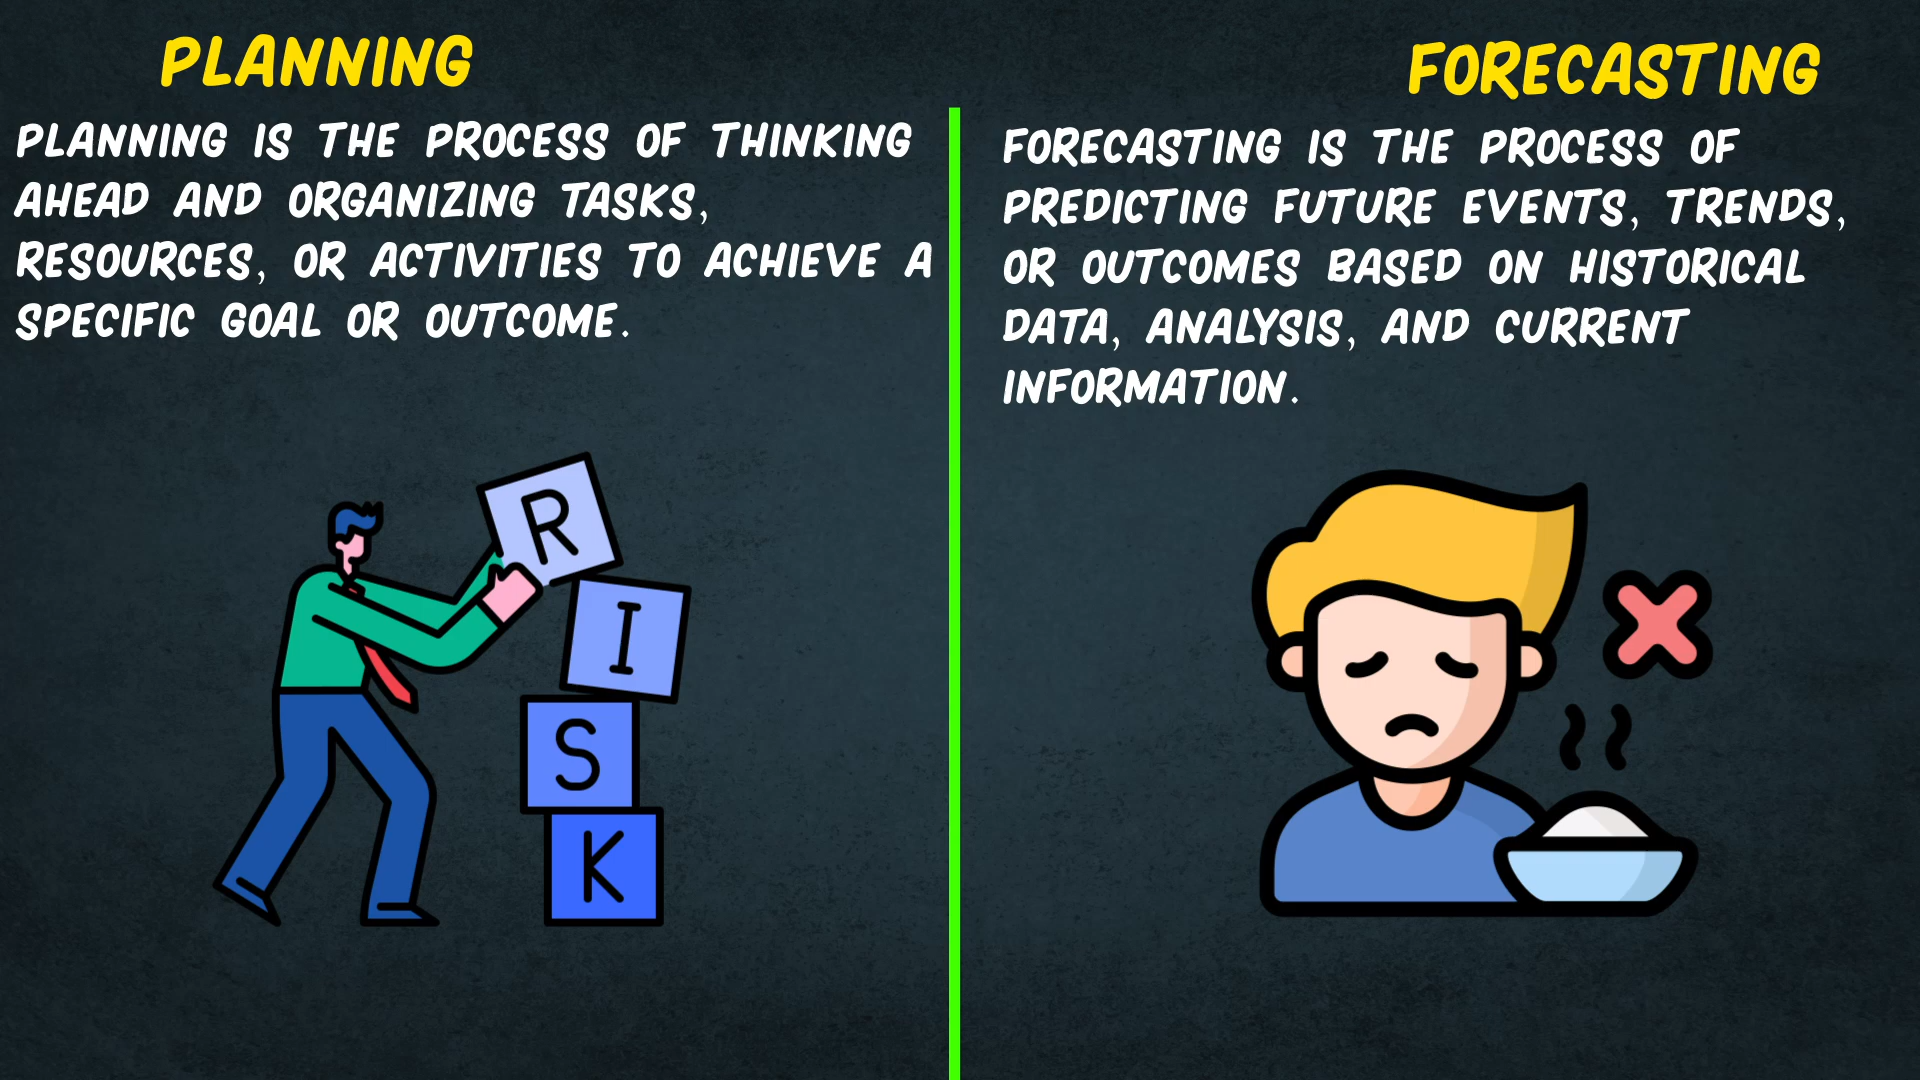 PLANNING
PLANNING IS THE PROCESS OF THINKING
AHEAD AND ORGANIZING TASKS,
RESOURCES, OR ACTIVITIES TO ACHIEVE A
SPECIFIC GOAL OR OUTCOME.
R
I
S
K
FORECASTING
FORECASTING IS THE PROCESS OF
PREDICTING FUTURE EVENTS, TRENDS,
OR OUTCOMES BASED ON HISTORICAL
DATA, ANALYSIS, AND CURRENT
INFORMATION.